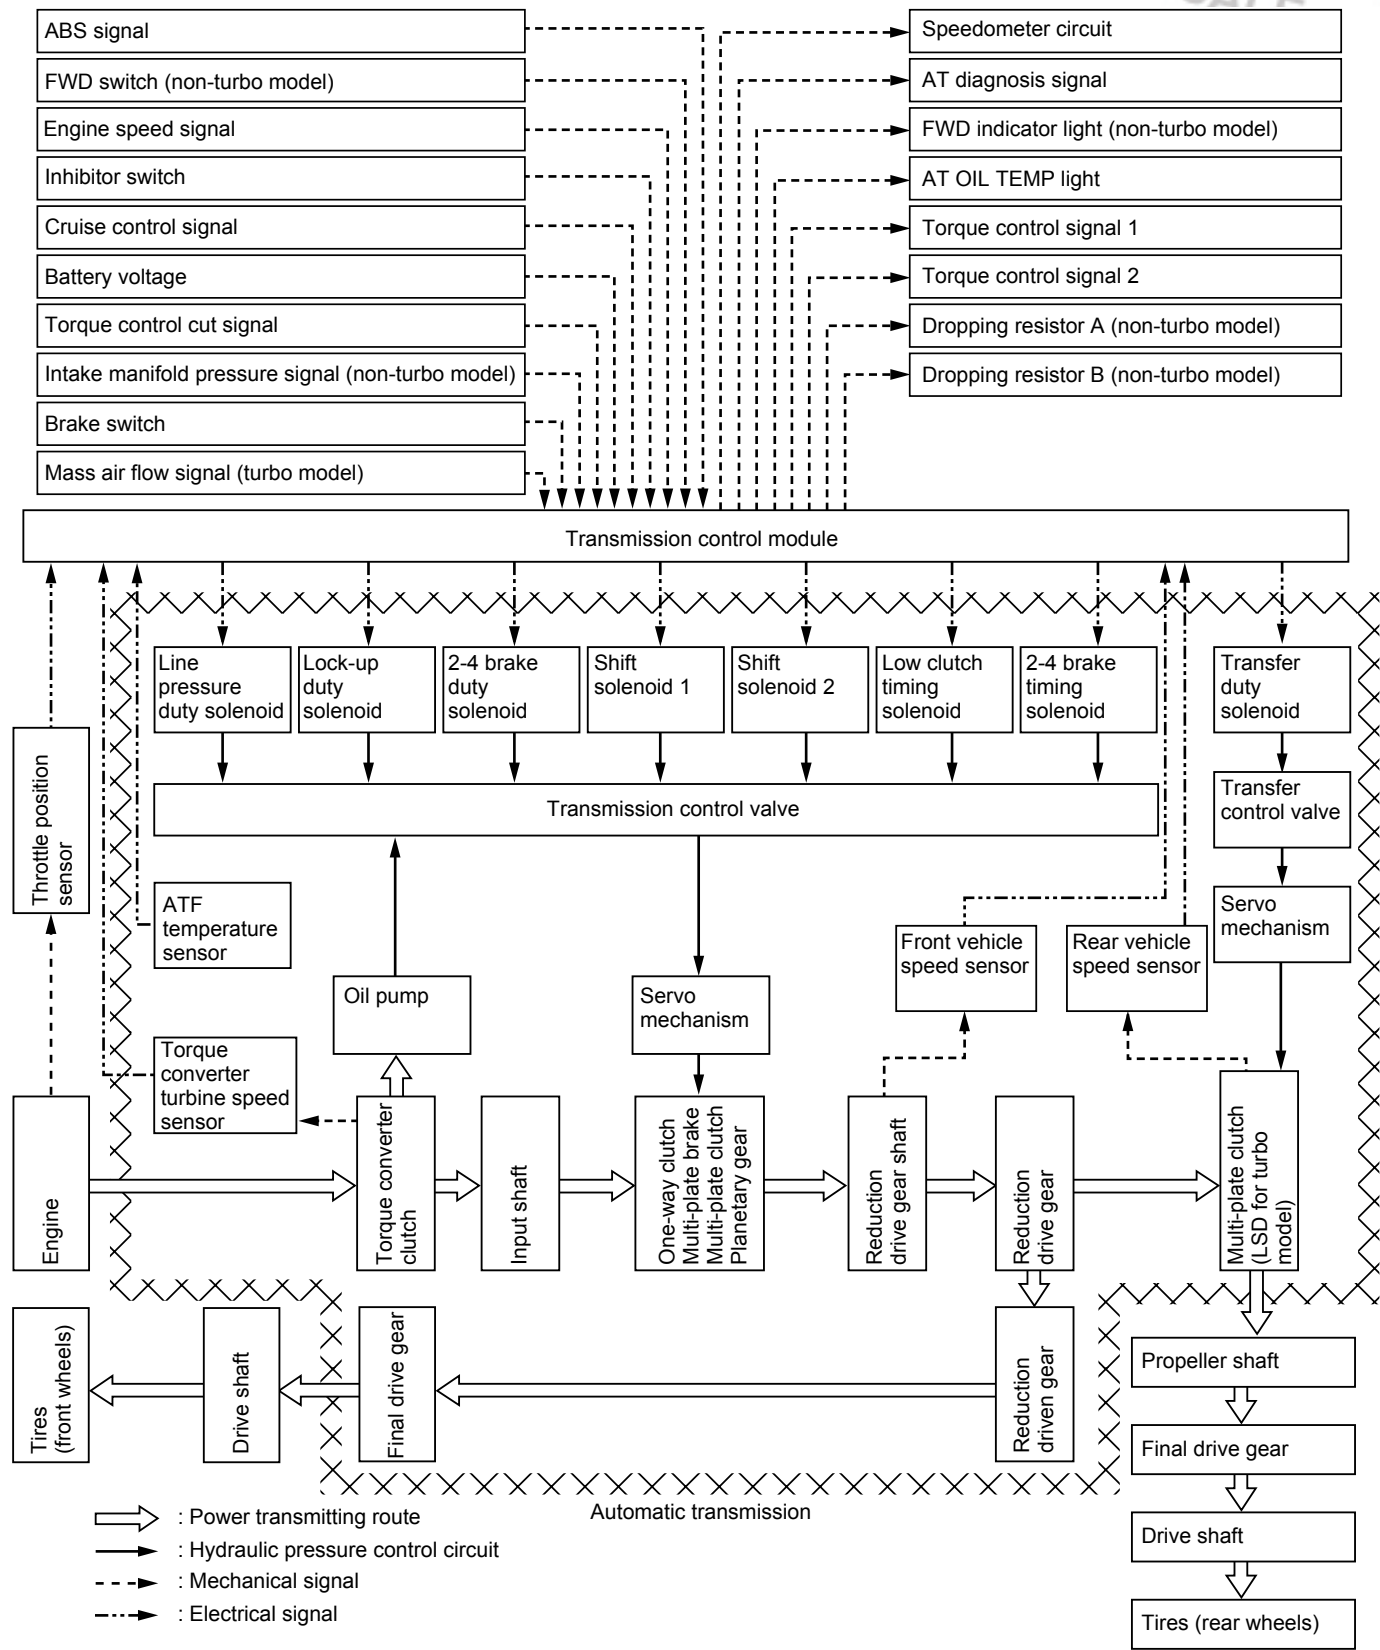 ABS signal
FWD switch (non-turbo model)
Engine speed signal
Inhibitor switch
Cruise control signal
Battery voltage
Torque control cut signal
Intake manifold pressure signal (non-turbo model)
Brake switch
Mass air flow signal (turbo model)
Speedometer circuit
AT diagnosis signal
FWD indicator light (non-turbo model)
AT OIL TEMP light
Torque control signal 1
Torque control signal 2
Dropping resistor A (non-turbo model)
Dropping resistor B (non-turbo model)
Transmission control module
Line
pressure
duty solenoid
Lock-up
duty
solenoid
2-4 brake
duty
solenoid
Shift
solenoid 1
Shift
solenoid 2
Low clutch
timing
solenoid
2-4 brake
timing
solenoid
Transfer
duty
solenoid
Transmission control valve
Transfer
control valve
Throttle position
sensor
ATF
temperature
sensor
Servo
mechanism
Front vehicle
speed sensor
Rear vehicle
speed sensor
Oil pump
Servo
mechanism
Torque
converter
turbine speed
sensor
Engine
Torque converter
clutch
Input shaft
One-way clutch
Multi-plate brake
Multi-plate clutch
Planetary gear
Reduction
drive gear shaft
Reduction
drive gear
Multi-plate clutch
(LSD for turbo
model)
Tires
(front wheels)
Drive shaft
Final drive gear
Reduction
driven gear
Propeller shaft
Final drive gear
Drive shaft
Tires (rear wheels)
Automatic transmission
: Power transmitting route
: Hydraulic pressure control circuit
: Mechanical signal
: Electrical signal